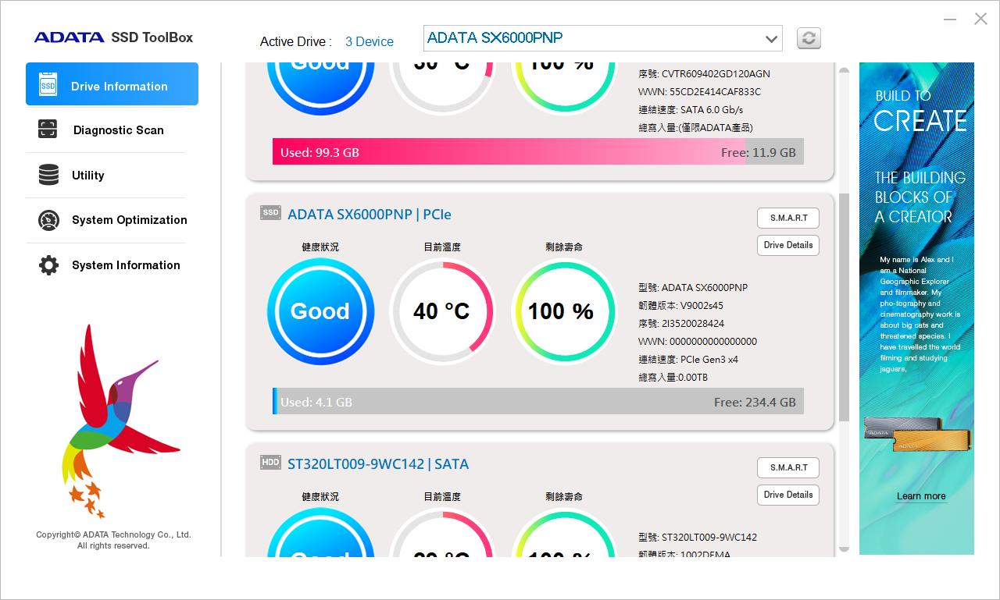 ADATA SSD ToolBox
Active Drive : 3 Device
ADATA SX6000PNP
SSD
Drive Information
Diagnostic Scan
Utility
System Optimization
System Information
Copyright© ADATA Technology Co., Ltd.
All rights reserved.
Good
30 °C
100 %
序號: CVTR609402GD120AGN
WWN: 55CD2E414CAF833C
連結速度: SATA 6.0 Gb/s
總寫入量:(僅限ADATA產品)
Used: 99.3 GB
Free: 11.9 GB
SSD
ADATA SX6000PNP | PCIe
S.M.A.R.T
Drive Details
健康狀況
目前溫度
剩餘壽命
Good
40 °C
100 %
型號: ADATA SX6000PNP
韌體版本: V9002s45
序號: 2I3520028424
WWN: 0000000000000000
連結速度: PCIe Gen3 x4
總寫入量:0.00TB
Used: 4.1 GB
Free: 234.4 GB
HDD
ST320LT009-9WC142 | SATA
S.M.A.R.T
Drive Details
健康狀況
目前溫度
剩餘壽命
Good
100 %
型號: ST320LT009-9WC142
韌體版本: 1002DEMA
BUILD TO
CREATE
THE BUILDING
BLOCKS OF
A CREATOR
My name is Alex and I
am a National
Geographic Explorer
and filmmaker. My
pho-tography and
cinematography work is
about big cats and
threatened species. I
have travelled the world
filming and studying
jaguars,
ADATA
ADATA
Learn more